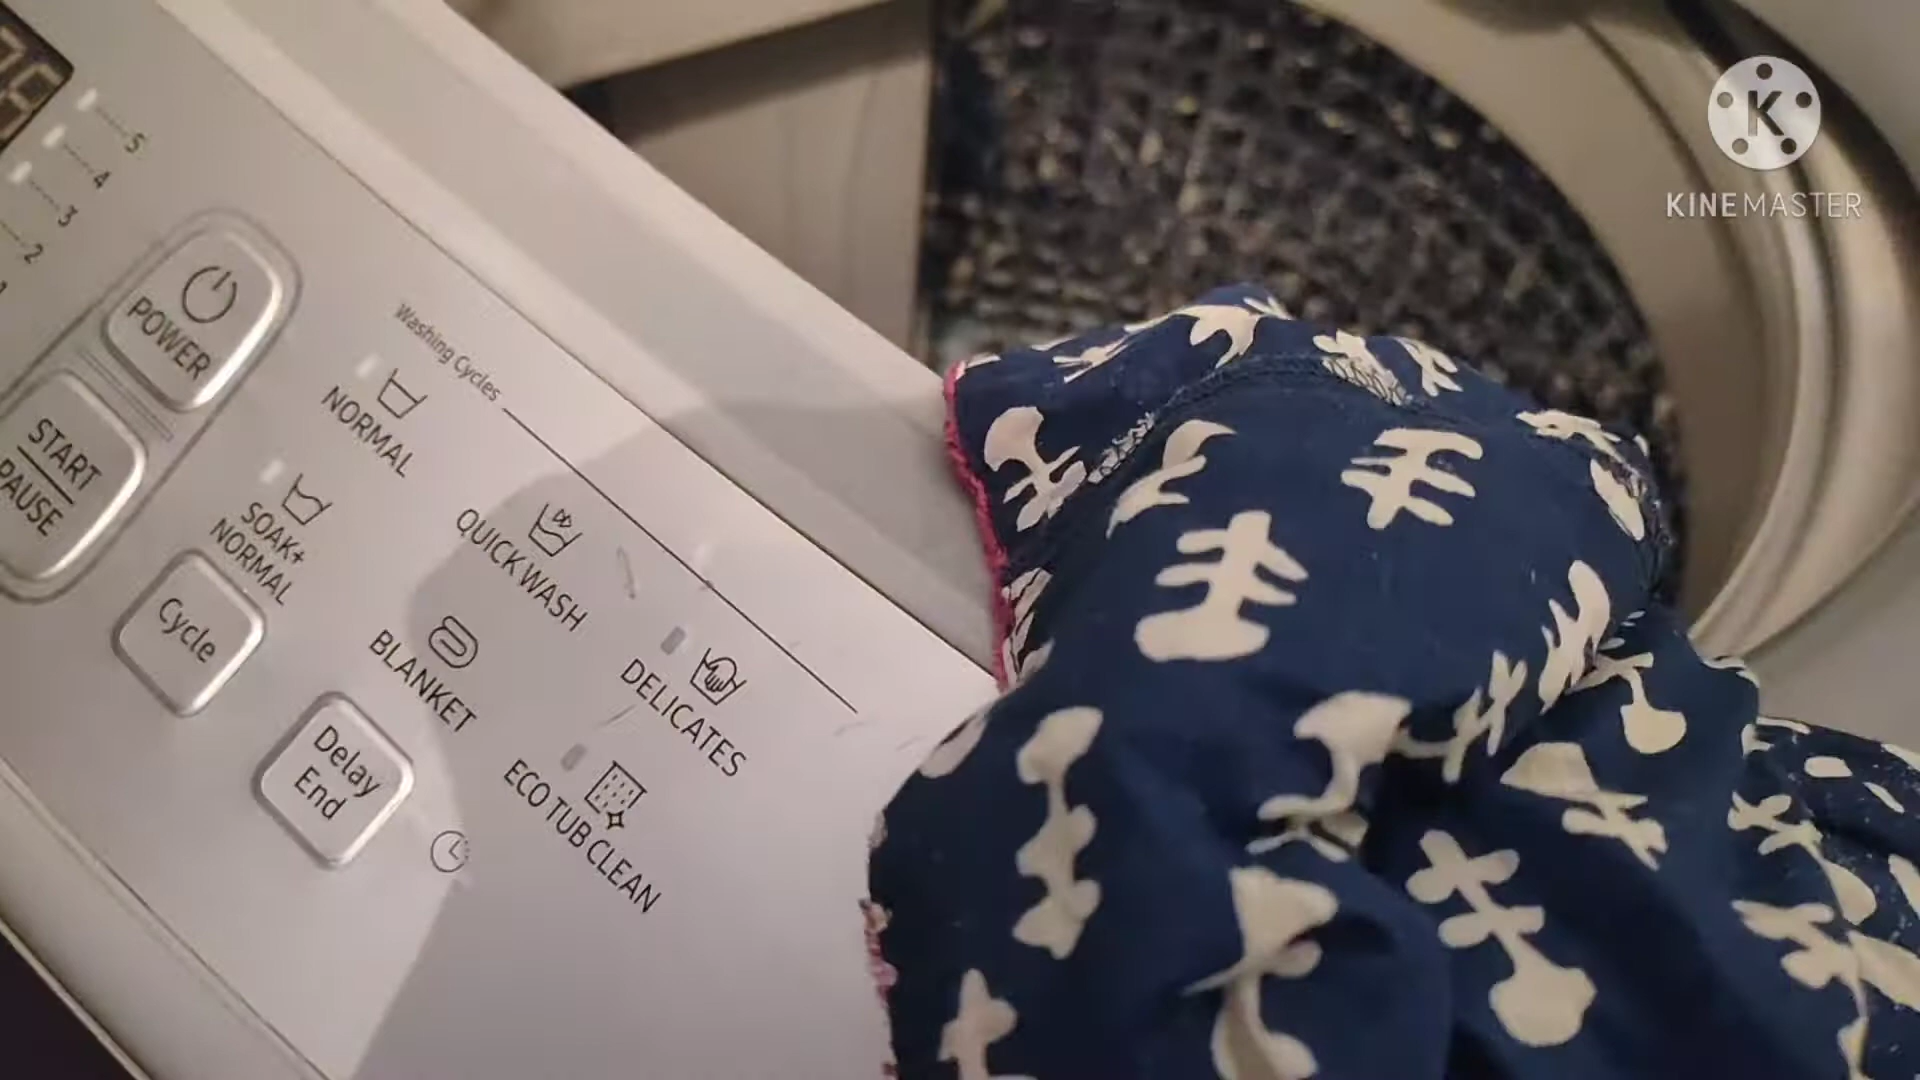 5
4
3
2
POWER
START
PAUSE
Washing Cycles
NORMAL
SOAK+
NORMAL
QUICK WASH
BLANKET
DELICATES
ECO TUB CLEAN
Cycle
Delay
End
K
KINEMASTER